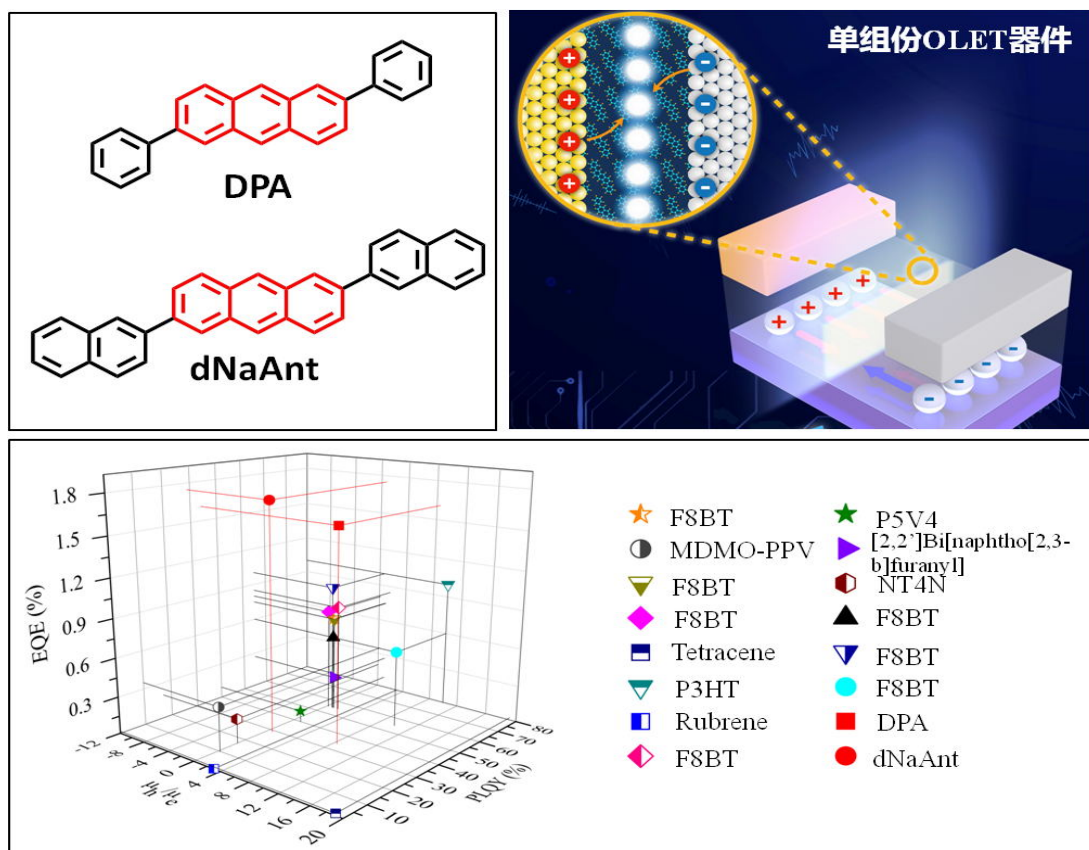 DPA
dNaAnt
单组份OLET器件
+
+
+
+
-
-
-
-
+
+
+
+
-
-
-
-
EQE (%)
1.8
1.5
1.2
0.9
0.6
0.3
-12
-8
-4
0
4
8
12
16
20
μh/μe
10
20
30
40
50
60
70
80
PLQY (%)
F8BT
MDMO-PPV
F8BT
F8BT
Tetracene
P3HT
Rubrene
F8BT
P5V4
[2,2’]Bi[naphtho[2,3-
b]furanyl]
NT4N
F8BT
F8BT
F8BT
DPA
dNaAnt